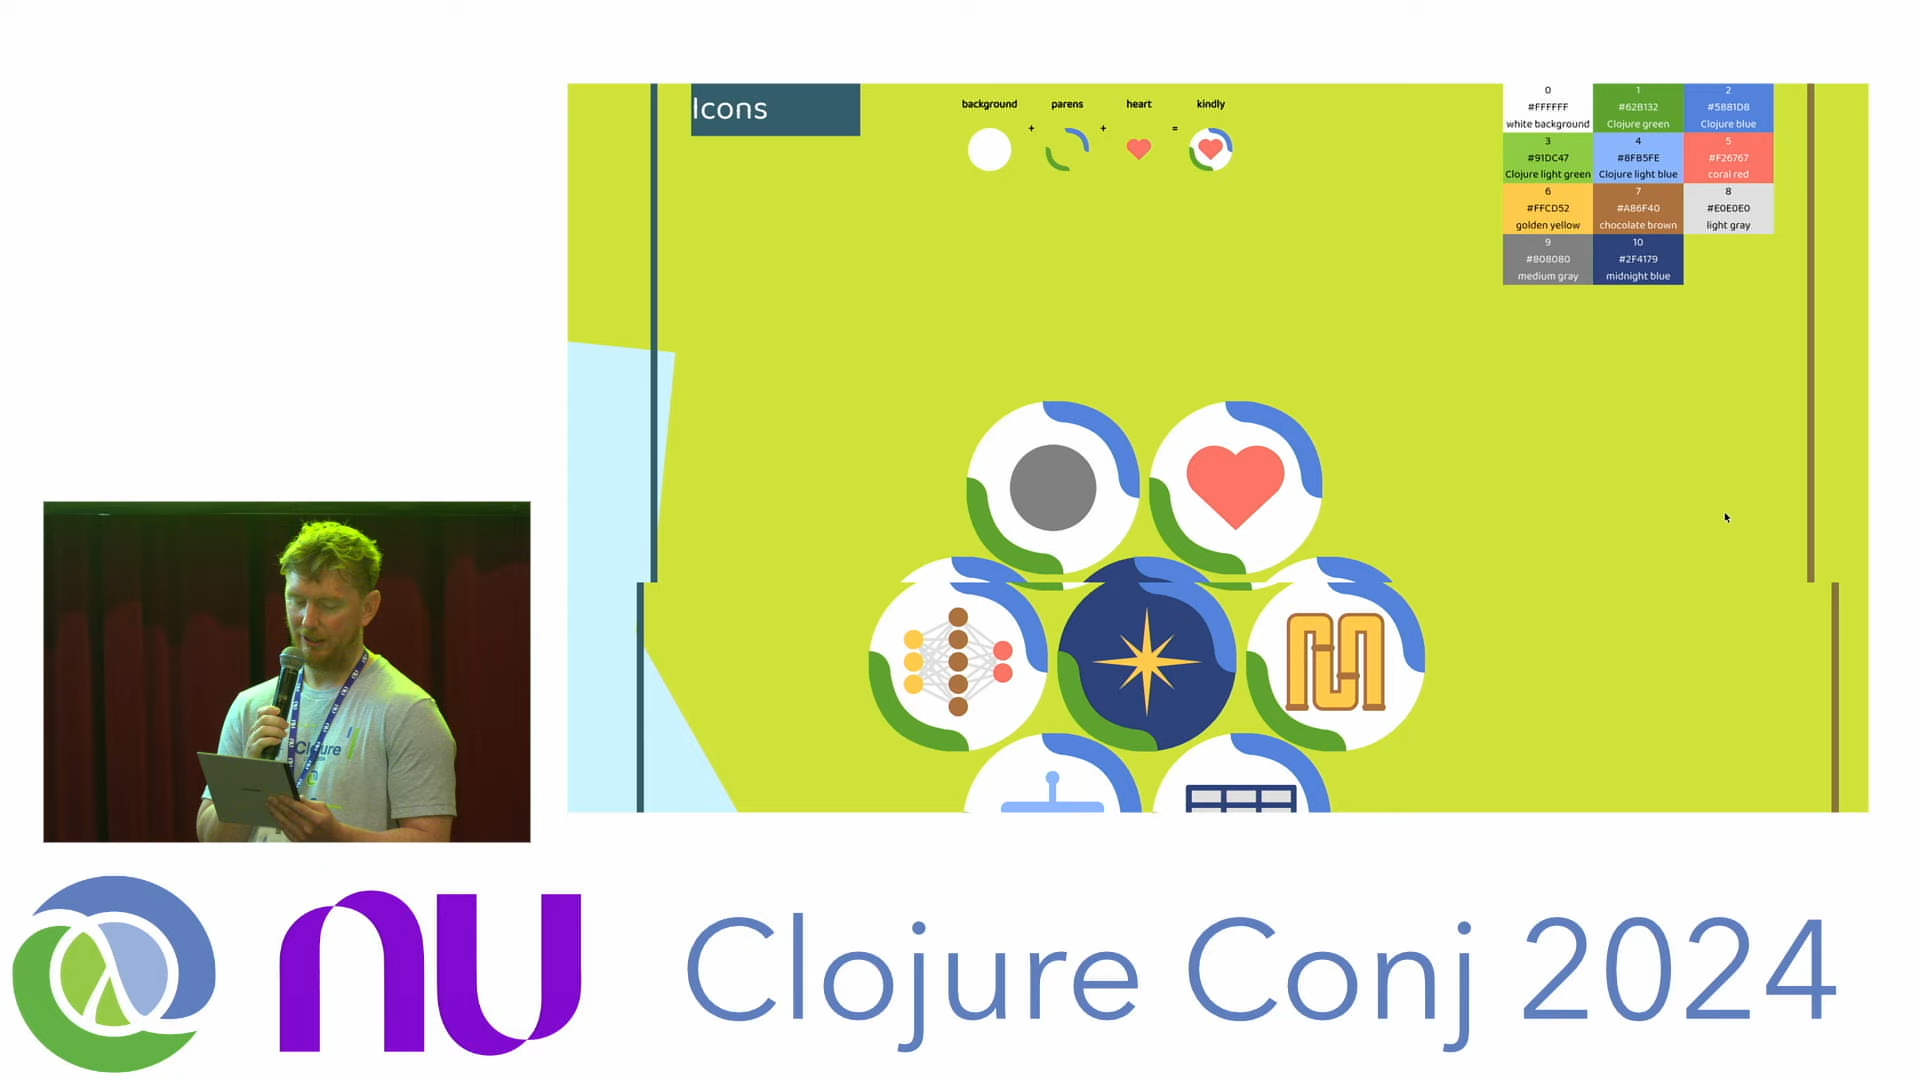 Icons
background parens heart kindly
+ + =
0
#FFFFFF
white background
1
#62B132
Clojure green
2
#5881D8
Clojure blue
3
#91DC47
Clojure light green
4
#8FB5FE
Clojure light blue
5
#F26767
coral red
6
#FFCD52
golden yellow
7
#A86F40
chocolate brown
8
#E0E0E0
light gray
9
#808080
medium gray
10
#2F4179
midnight blue
Clojure
nu
Clojure Conj 2024